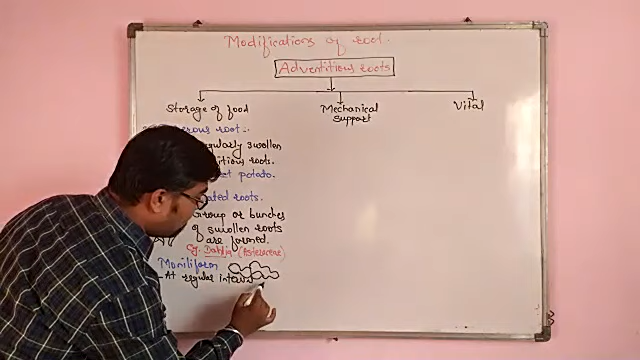 Modifications of root.
Adventitious roots
Storage of food
Mechanical
support
Vital
root.
swollen
roots.
potato.
roots.
Group or bunches
of swollen roots
are formed.
Eg. Dahlia (Asteraceae)
Moniliform
- At regular interval